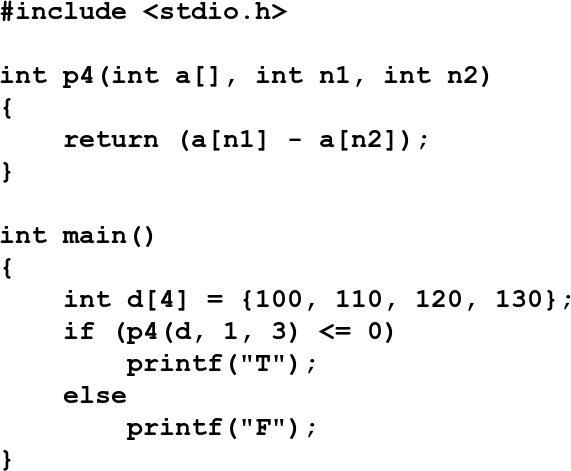 #include <stdio.h>

int p4(int a[], int n1, int n2)
{
    return (a[n1] - a[n2]);
}

int main()
{
    int d[4] = {100, 110, 120, 130};
    if (p4(d, 1, 3) <= 0)
        printf("T");
    else
        printf("F");
}